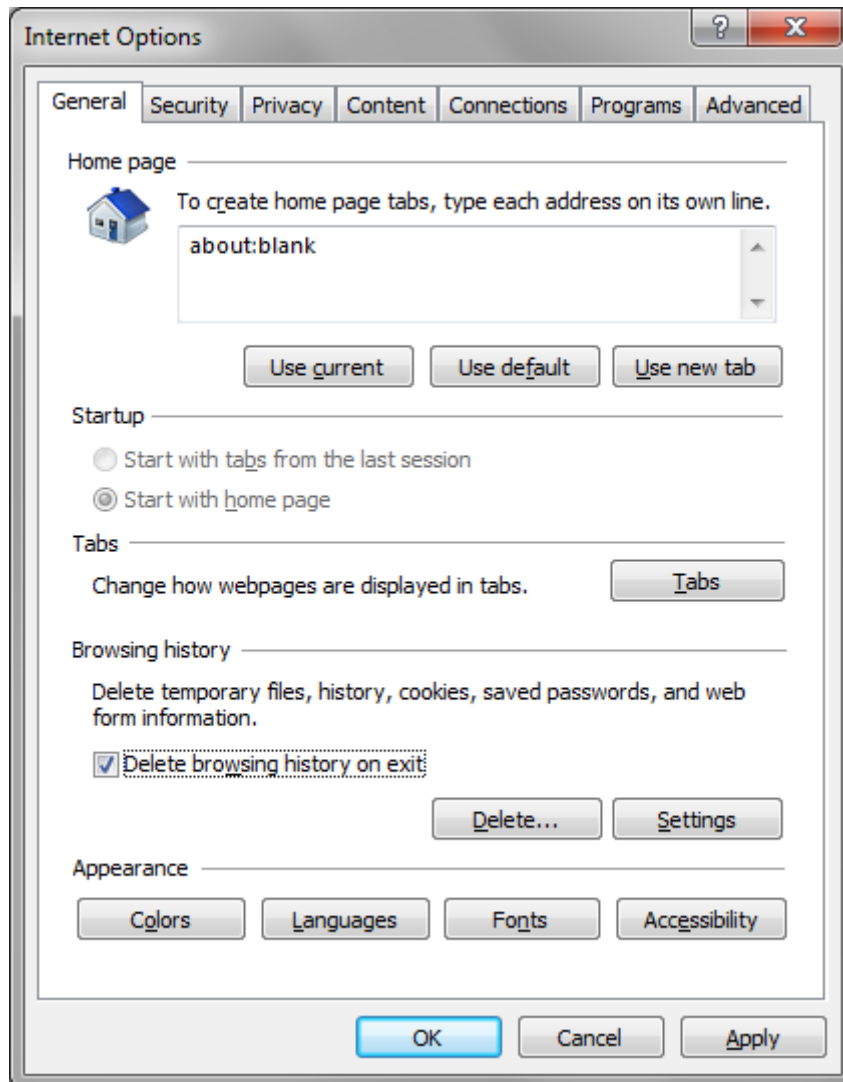 Internet Options
General Security Privacy Content Connections Programs Advanced
Home page
To create home page tabs, type each address on its own line.
about:blank
Use current Use default Use new tab
Startup
Start with tabs from the last session
Start with home page
Tabs
Change how webpages are displayed in tabs. Tabs
Browsing history
Delete temporary files, history, cookies, saved passwords, and web
form information.
Delete browsing history on exit
Delete... Settings
Appearance
Colors Languages Fonts Accessibility
OK Cancel Apply